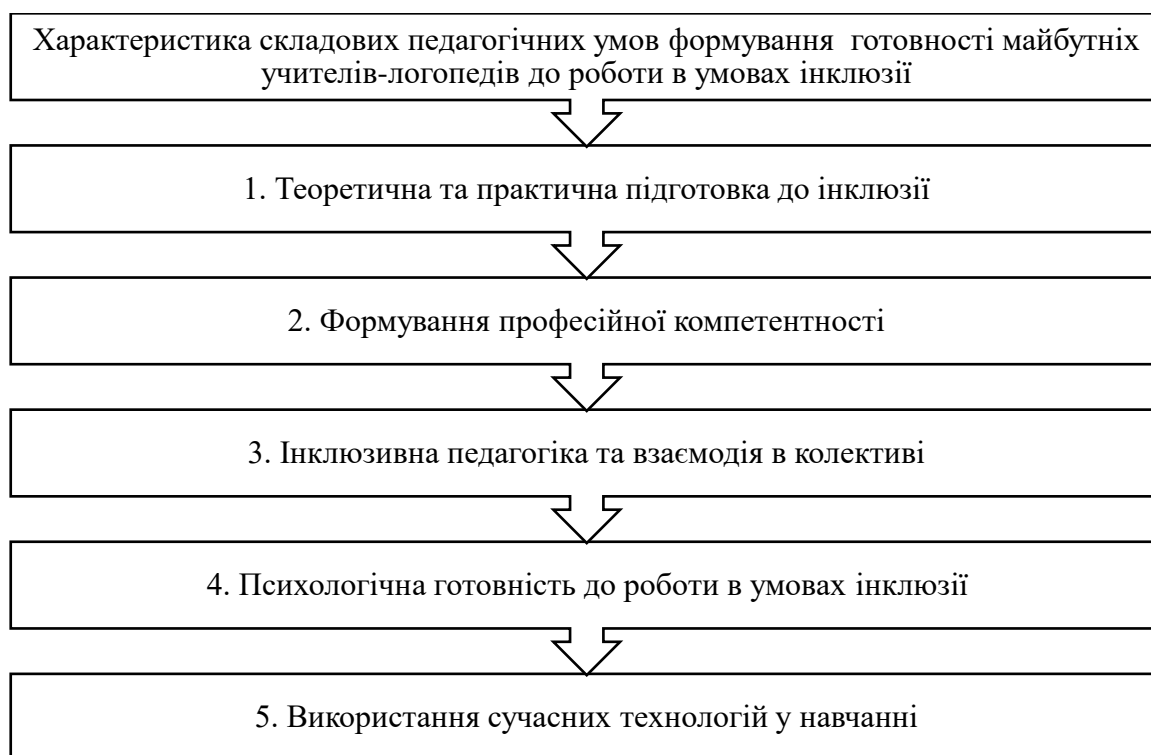 Характеристика складових педагогічних умов формування готовності майбутніх
учителів-логопедів до роботи в умовах інклюзії
1. Теоретична та практична підготовка до інклюзії
2. Формування професійної компетентності
3. Інклюзивна педагогіка та взаємодія в колективі
4. Психологічна готовність до роботи в умовах інклюзії
5. Використання сучасних технологій у навчанні